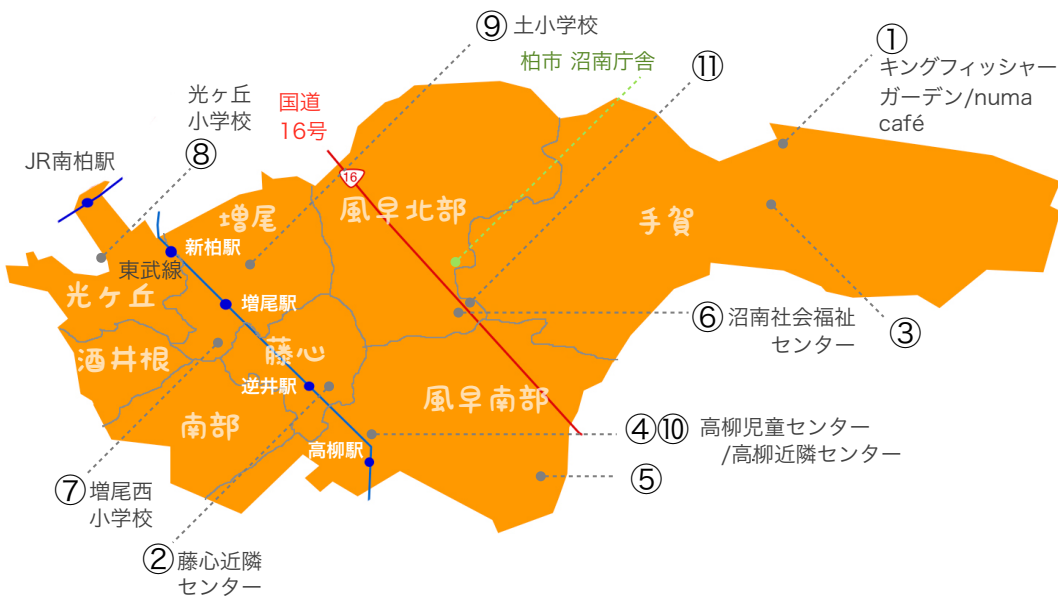 ⑨ 土小学校
柏市 沼南庁舎
⑪
①
キングフィッシャー
ガーデン/numa
café
光ヶ丘
小学校
⑧
国道
16号
16
JR南柏駅
増尾
風早北部
手賀
新柏駅
東武線
光ヶ丘
増尾駅
⑥ 沼南社会福祉
センター
③
酒井根
藤心
逆井駅
風早南部
南部
高柳駅
④⑩ 高柳児童センター
/高柳近隣センター
⑤
⑦ 増尾西
小学校
② 藤心近隣
センター